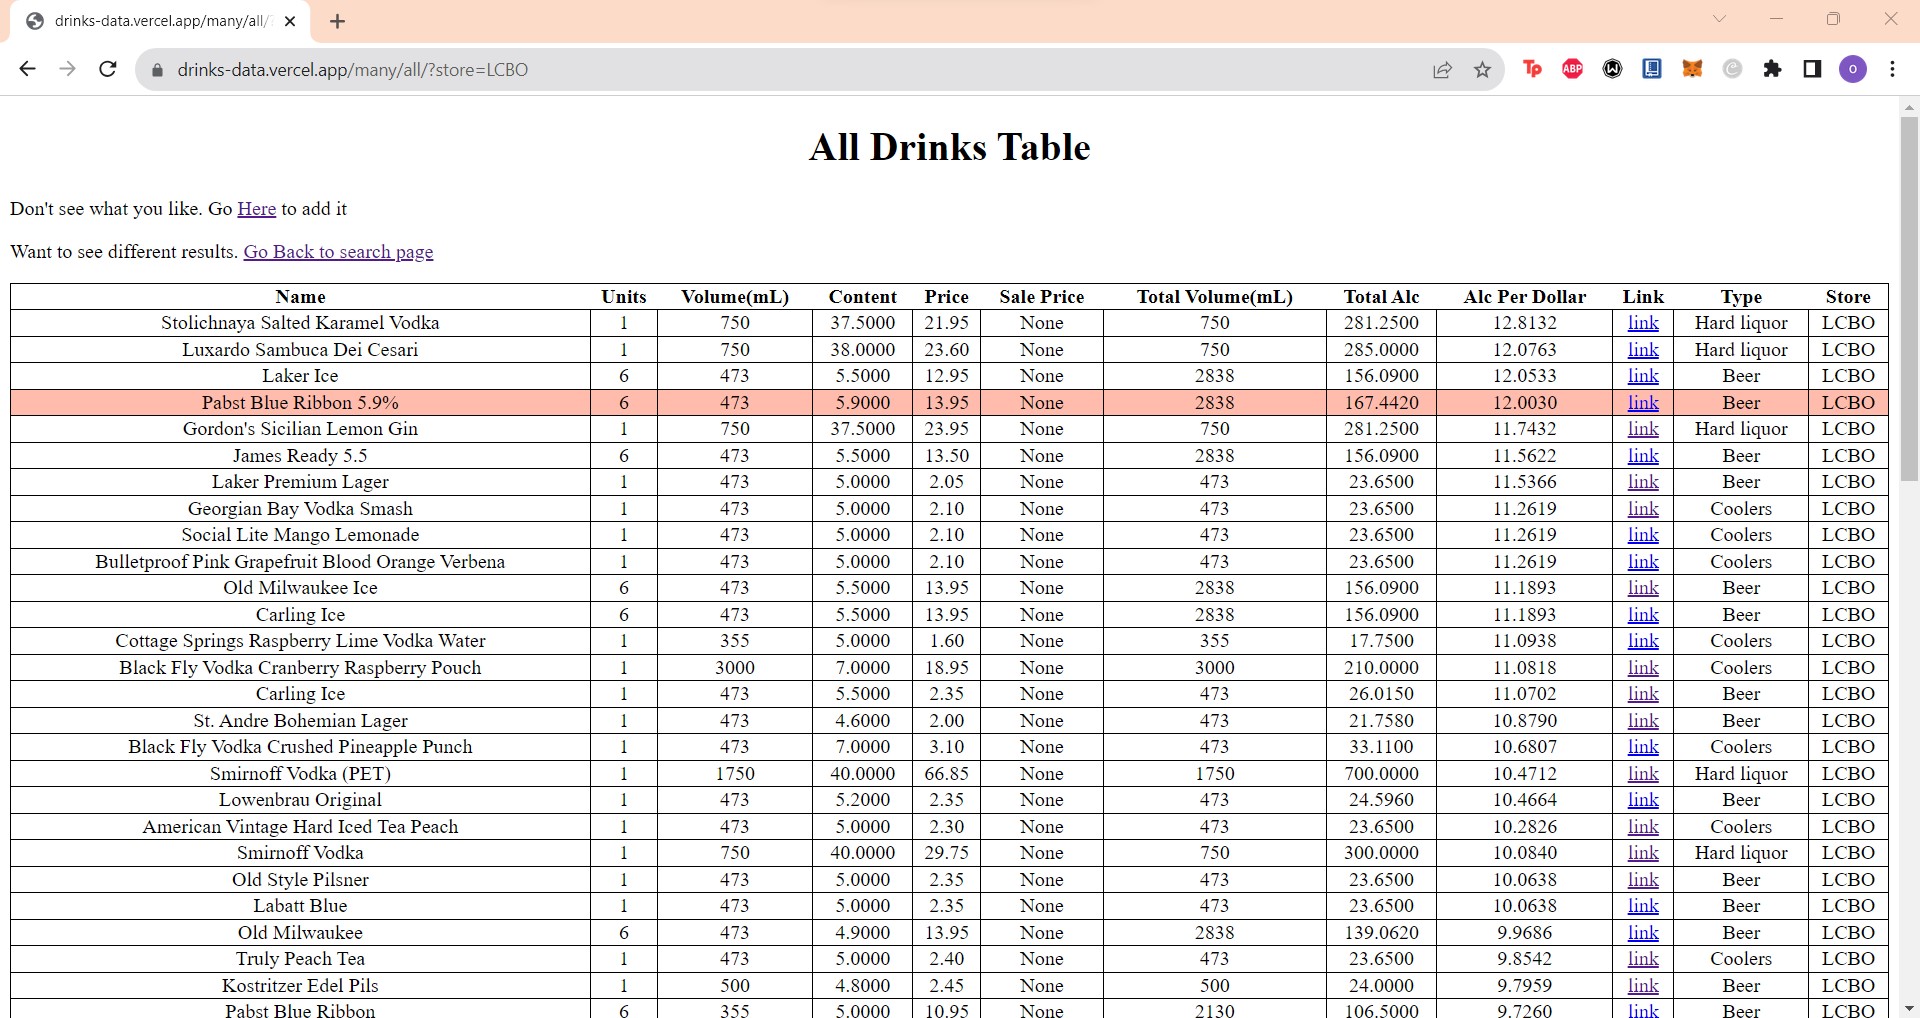 drinks-data.vercel.app/many/all/?
drinks-data.vercel.app/many/all/?store=LCBO
Tp ABP W C O
All Drinks Table
Don't see what you like. Go Here to add it
Want to see different results. Go Back to search page
Name Units Volume(mL) Content Price Sale Price Total Volume(mL) Total Alc Alc Per Dollar Link Type Store
Stolichnaya Salted Karamel Vodka 1 750 37.5000 21.95 None 750 281.2500 12.8132 link Hard liquor LCBO
Luxardo Sambuca Dei Cesari 1 750 38.0000 23.60 None 750 285.0000 12.0763 link Hard liquor LCBO
Laker Ice 6 473 5.5000 12.95 None 2838 156.0900 12.0533 link Beer LCBO
Pabst Blue Ribbon 5.9% 6 473 5.9000 13.95 None 2838 167.4420 12.0030 link Beer LCBO
Gordon's Sicilian Lemon Gin 1 750 37.5000 23.95 None 750 281.2500 11.7432 link Hard liquor LCBO
James Ready 5.5 6 473 5.5000 13.50 None 2838 156.0900 11.5622 link Beer LCBO
Laker Premium Lager 1 473 5.0000 2.05 None 473 23.6500 11.5366 link Beer LCBO
Georgian Bay Vodka Smash 1 473 5.0000 2.10 None 473 23.6500 11.2619 link Coolers LCBO
Social Lite Mango Lemonade 1 473 5.0000 2.10 None 473 23.6500 11.2619 link Coolers LCBO
Bulletproof Pink Grapefruit Blood Orange Verbena 1 473 5.0000 2.10 None 473 23.6500 11.2619 link Coolers LCBO
Old Milwaukee Ice 6 473 5.5000 13.95 None 2838 156.0900 11.1893 link Beer LCBO
Carling Ice 6 473 5.5000 13.95 None 2838 156.0900 11.1893 link Beer LCBO
Cottage Springs Raspberry Lime Vodka Water 1 355 5.0000 1.60 None 355 17.7500 11.0938 link Coolers LCBO
Black Fly Vodka Cranberry Raspberry Pouch 1 3000 7.0000 18.95 None 3000 210.0000 11.0818 link Coolers LCBO
Carling Ice 1 473 5.5000 2.35 None 473 26.0150 11.0702 link Beer LCBO
St. Andre Bohemian Lager 1 473 4.6000 2.00 None 473 21.7580 10.8790 link Beer LCBO
Black Fly Vodka Crushed Pineapple Punch 1 473 7.0000 3.10 None 473 33.1100 10.6807 link Coolers LCBO
Smirnoff Vodka (PET) 1 1750 40.0000 66.85 None 1750 700.0000 10.4712 link Hard liquor LCBO
Lowenbrau Original 1 473 5.2000 2.35 None 473 24.5960 10.4664 link Beer LCBO
American Vintage Hard Iced Tea Peach 1 473 5.0000 2.30 None 473 23.6500 10.2826 link Coolers LCBO
Smirnoff Vodka 1 750 40.0000 29.75 None 750 300.0000 10.0840 link Hard liquor LCBO
Old Style Pilsner 1 473 5.0000 2.35 None 473 23.6500 10.0638 link Beer LCBO
Labatt Blue 1 473 5.0000 2.35 None 473 23.6500 10.0638 link Beer LCBO
Old Milwaukee 6 473 4.9000 13.95 None 2838 139.0620 9.9686 link Beer LCBO
Truly Peach Tea 1 473 5.0000 2.40 None 473 23.6500 9.8542 link Coolers LCBO
Kostritzer Edel Pils 1 500 4.8000 2.45 None 500 24.0000 9.7959 link Beer LCBO
Pabst Blue Ribbon 6 355 5.0000 10.95 None 2130 106.5000 9.7260 link Beer LCBO